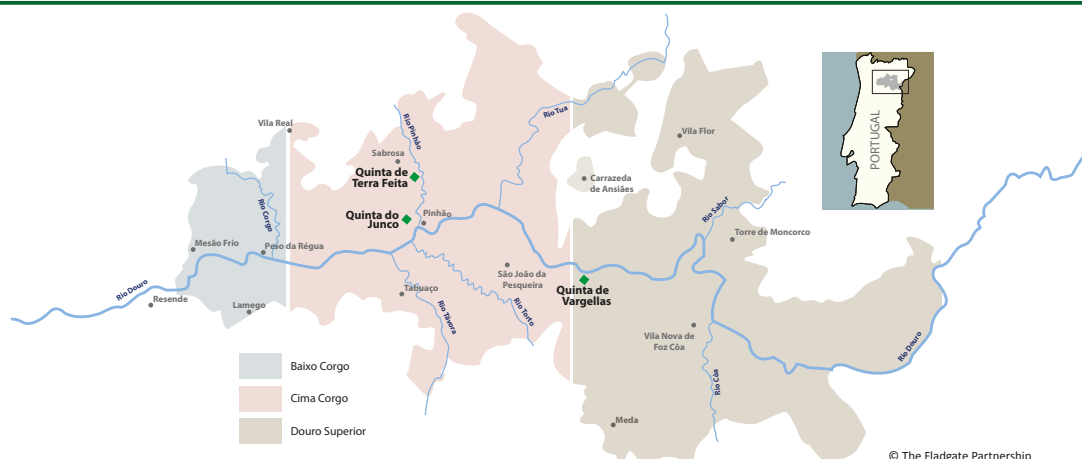 Rio Tua
Vila Real
Rio Pinhão
Vila Flor
Sabrosa
PORTUGAL
Quinta de
Terra Feita
Carrazeda
de Ansiães
Rio Corgo
Quinta do
Junco
Pinhão
Rio Sabor
Mesão Frio
Peso da Régua
Torre de Moncorco
São João da
Pesqueira
Rio Douro
Resende
Tabuaço
Quinta de
Vargellas
Lamego
Rio Távora
Rio Torto
Vila Nova de
Foz Côa
Rio Douro
Baixo Corgo
Rio Côa
Cima Corgo
Meda
Douro Superior
© The Fladgate Partnership